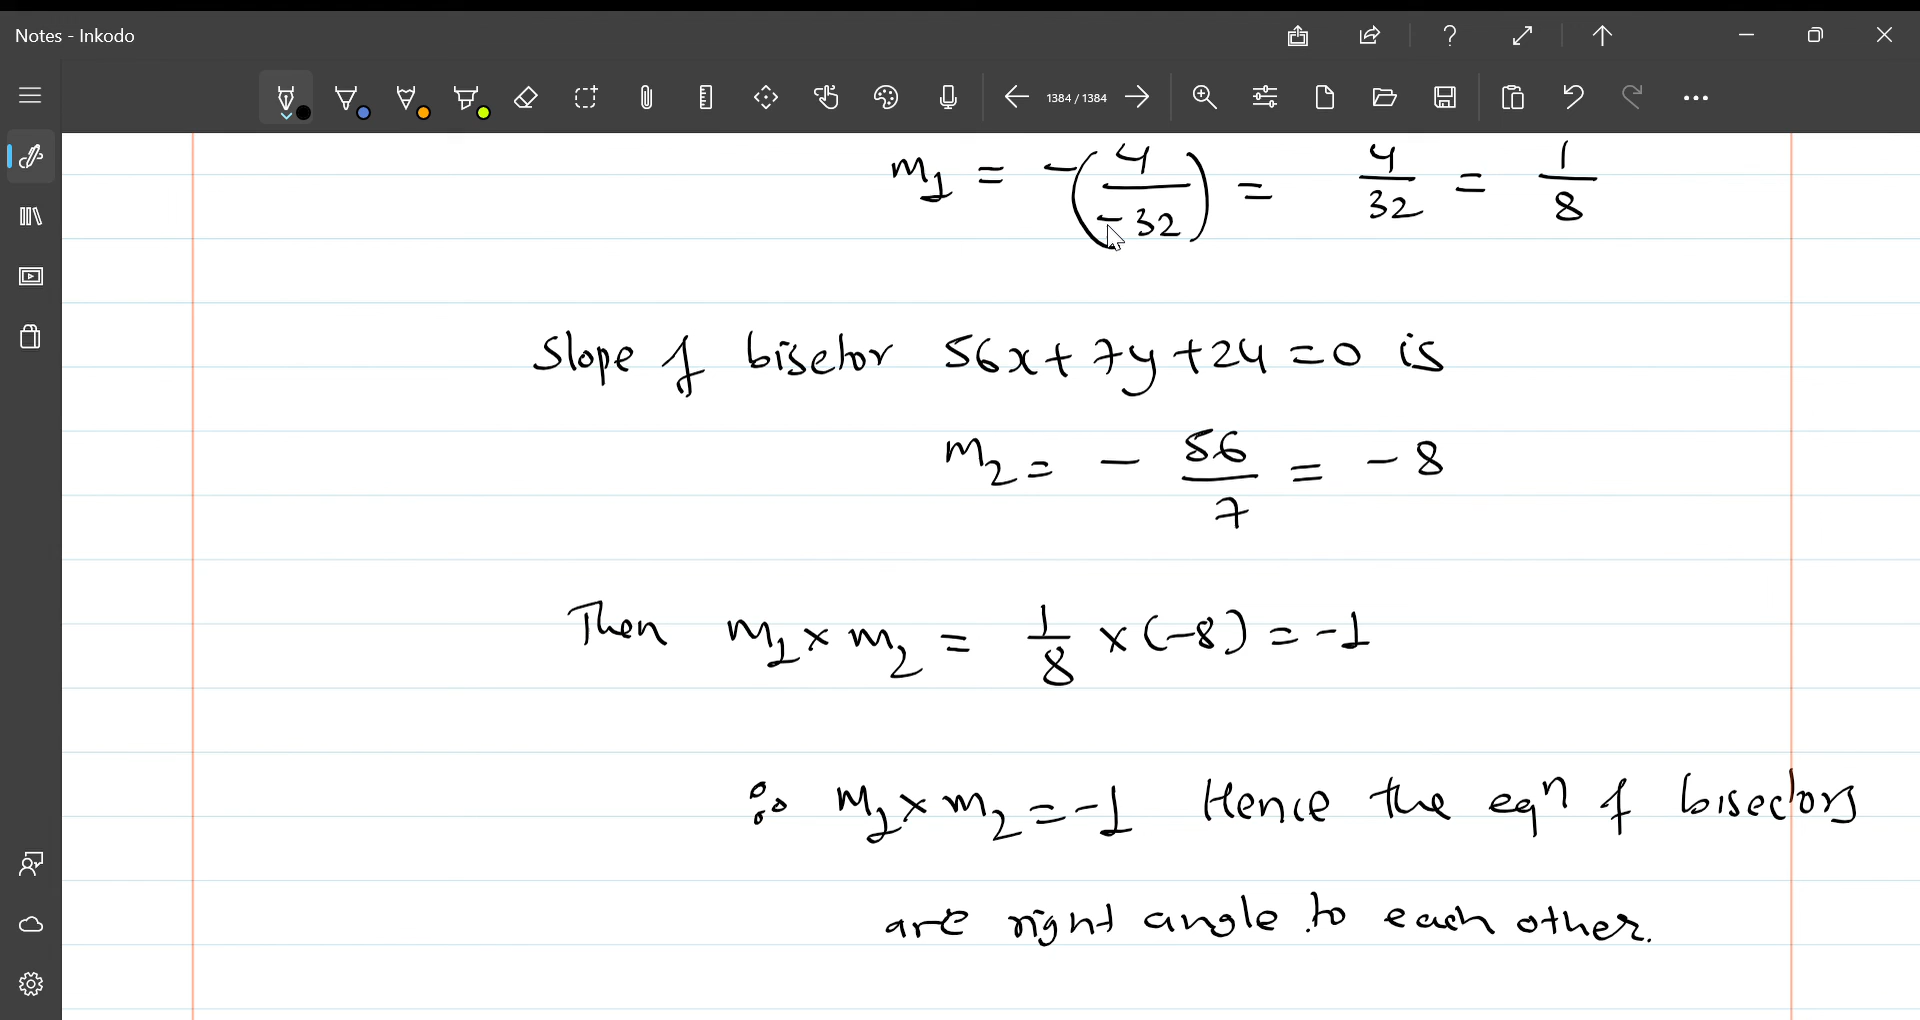 Notes - Inkodo
1384 / 1384
m₁ = -(4/-32) = 4/32 = 1/8
Slope of bisetor 56x + 7y + 24 = 0 is
m₂ = - 56/7 = - 8
Then m₁ × m₂ = 1/8 × (-8) = -1
∴ m₁ × m₂ = -1 Hence the eqⁿ of bisectors
are right angle to each other.